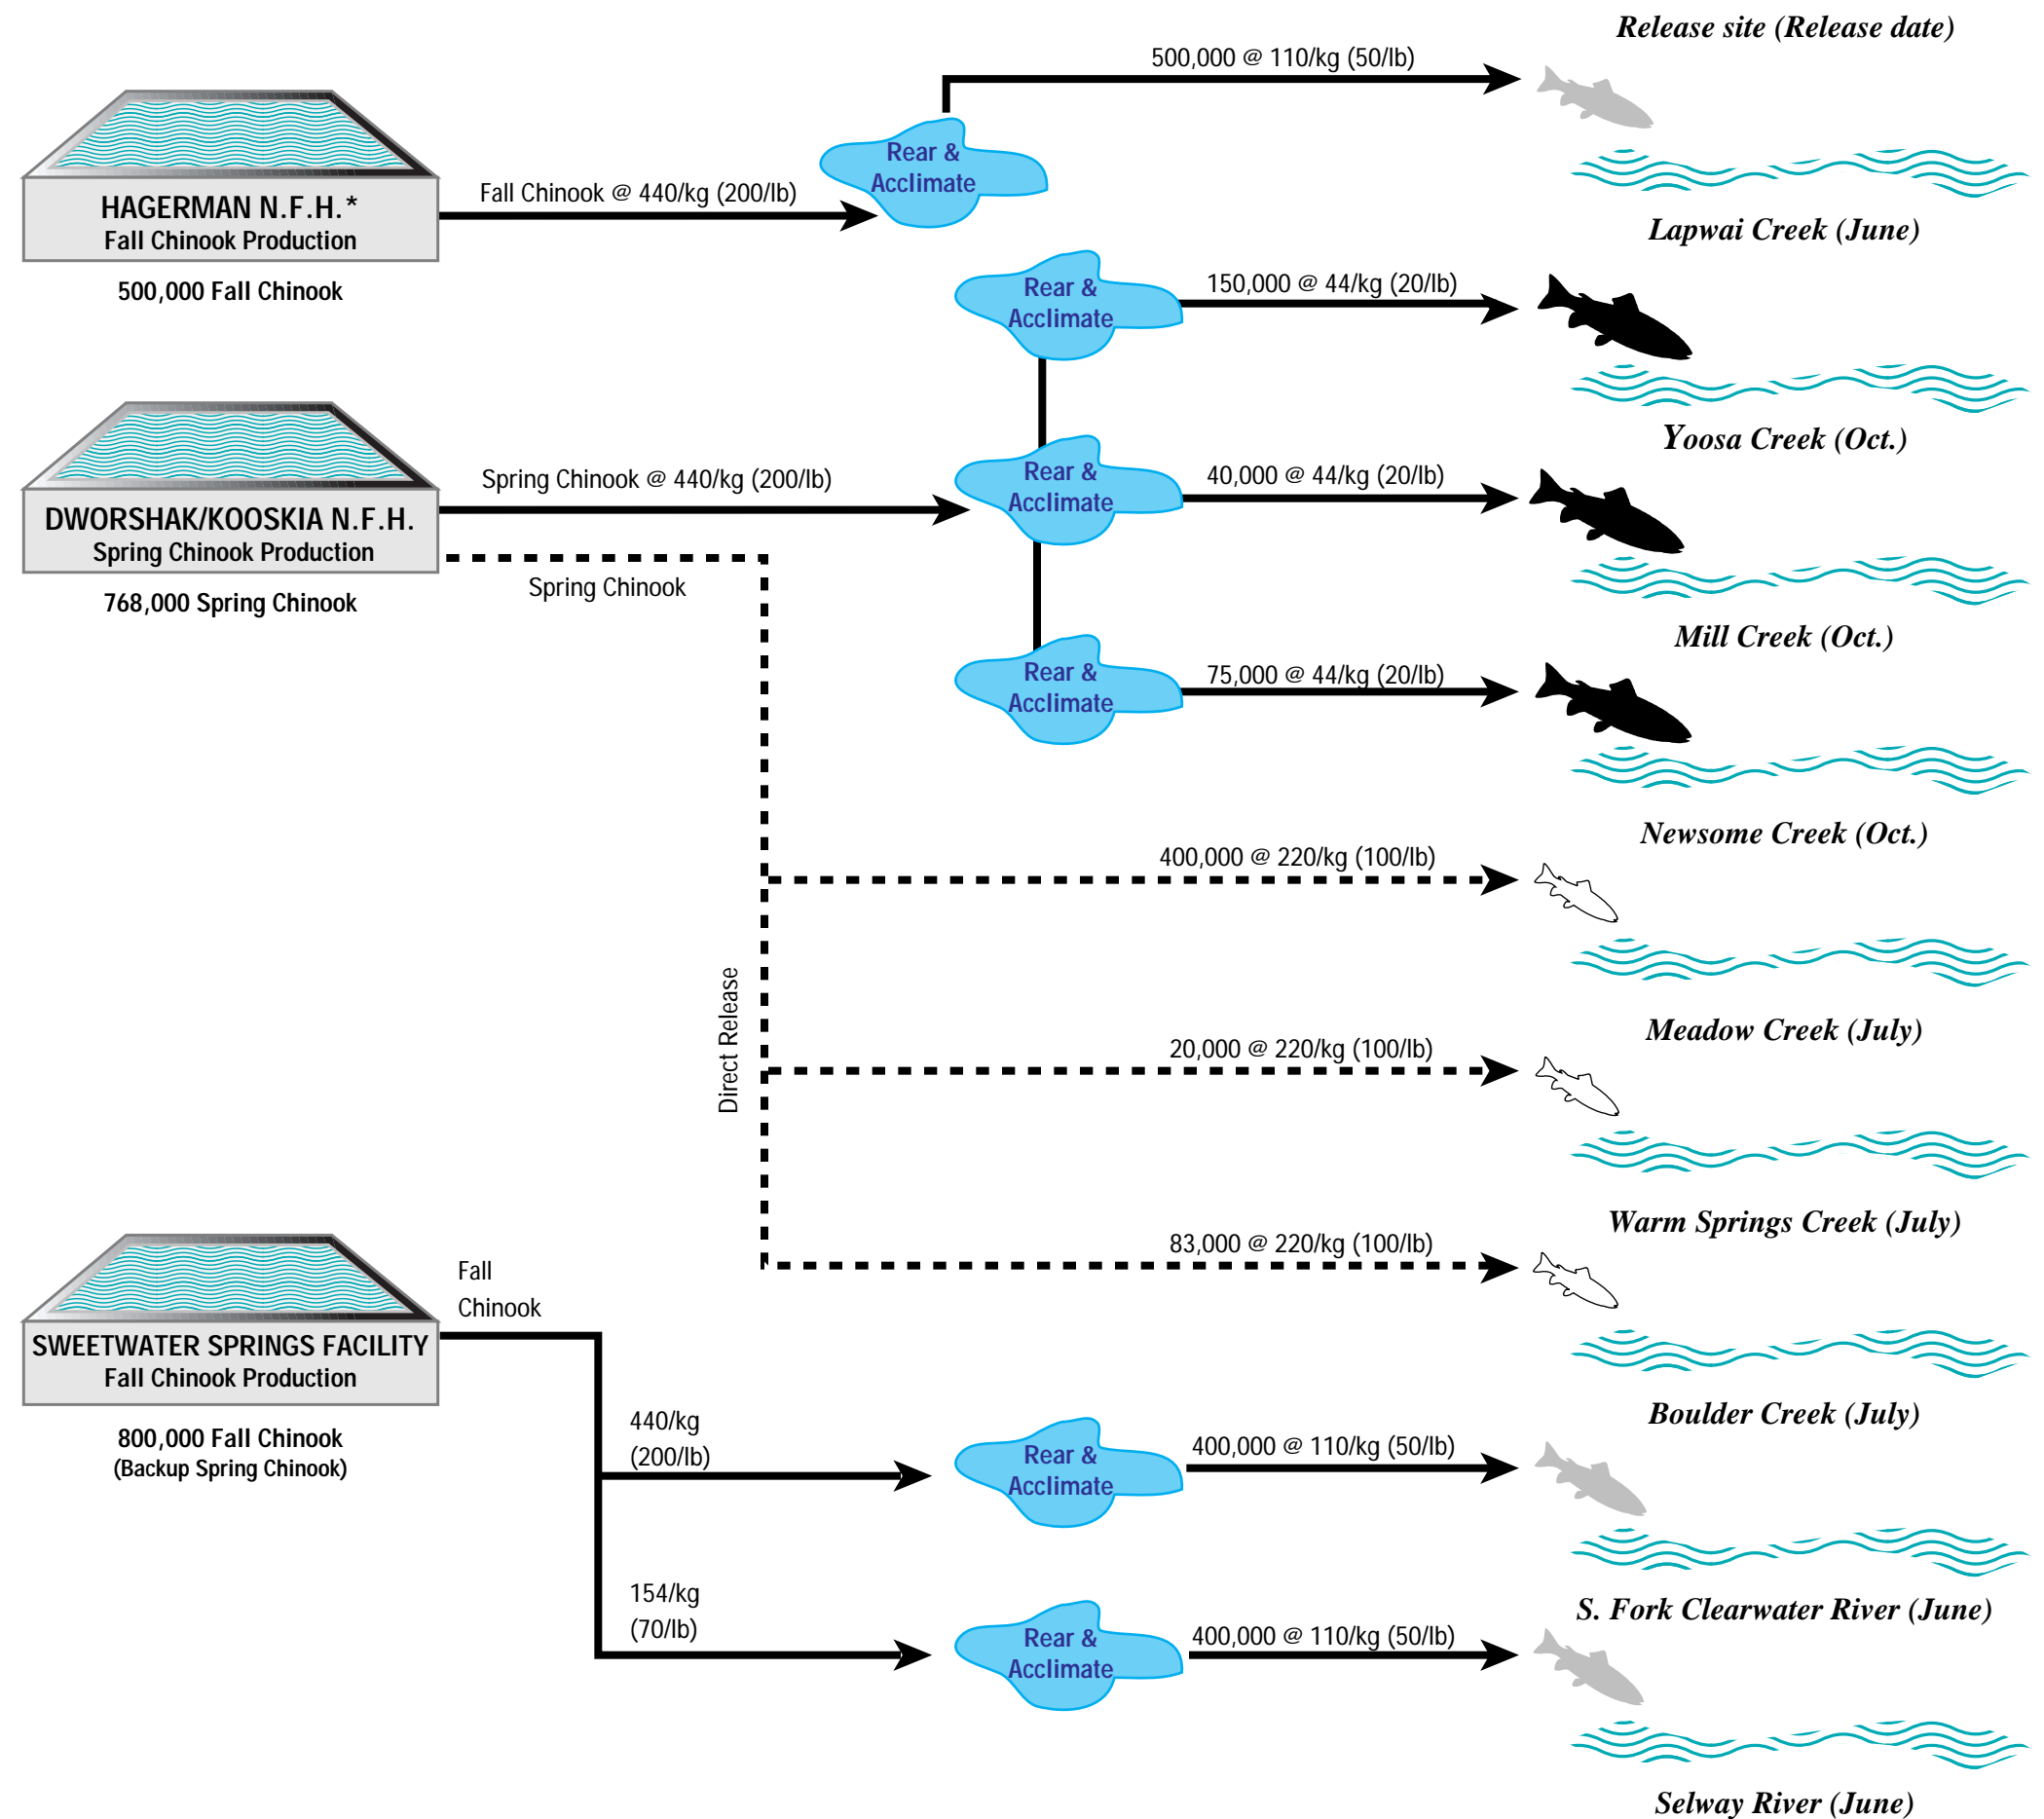 Release site (Release date)
500,000 @ 110/kg (50/lb)
Rear &
Acclimate
HAGERMAN N.F.H.*
Fall Chinook Production
Fall Chinook @ 440/kg (200/lb)
500,000 Fall Chinook
Lapwai Creek (June)
Rear &
Acclimate
150,000 @ 44/kg (20/lb)
Yoosa Creek (Oct.)
DWORSHAK/KOOSKIA N.F.H.
Spring Chinook Production
Spring Chinook @ 440/kg (200/lb)
Rear &
Acclimate
40,000 @ 44/kg (20/lb)
Spring Chinook
768,000 Spring Chinook
Mill Creek (Oct.)
Rear &
Acclimate
75,000 @ 44/kg (20/lb)
Newsome Creek (Oct.)
400,000 @ 220/kg (100/lb)
Meadow Creek (July)
Direct Release
20,000 @ 220/kg (100/lb)
Warm Springs Creek (July)
83,000 @ 220/kg (100/lb)
Boulder Creek (July)
SWEETWATER SPRINGS FACILITY
Fall Chinook Production
Fall
Chinook
800,000 Fall Chinook
(Backup Spring Chinook)
440/kg
(200/lb)
Rear &
Acclimate
400,000 @ 110/kg (50/lb)
S. Fork Clearwater River (June)
154/kg
(70/lb)
Rear &
Acclimate
400,000 @ 110/kg (50/lb)
Selway River (June)